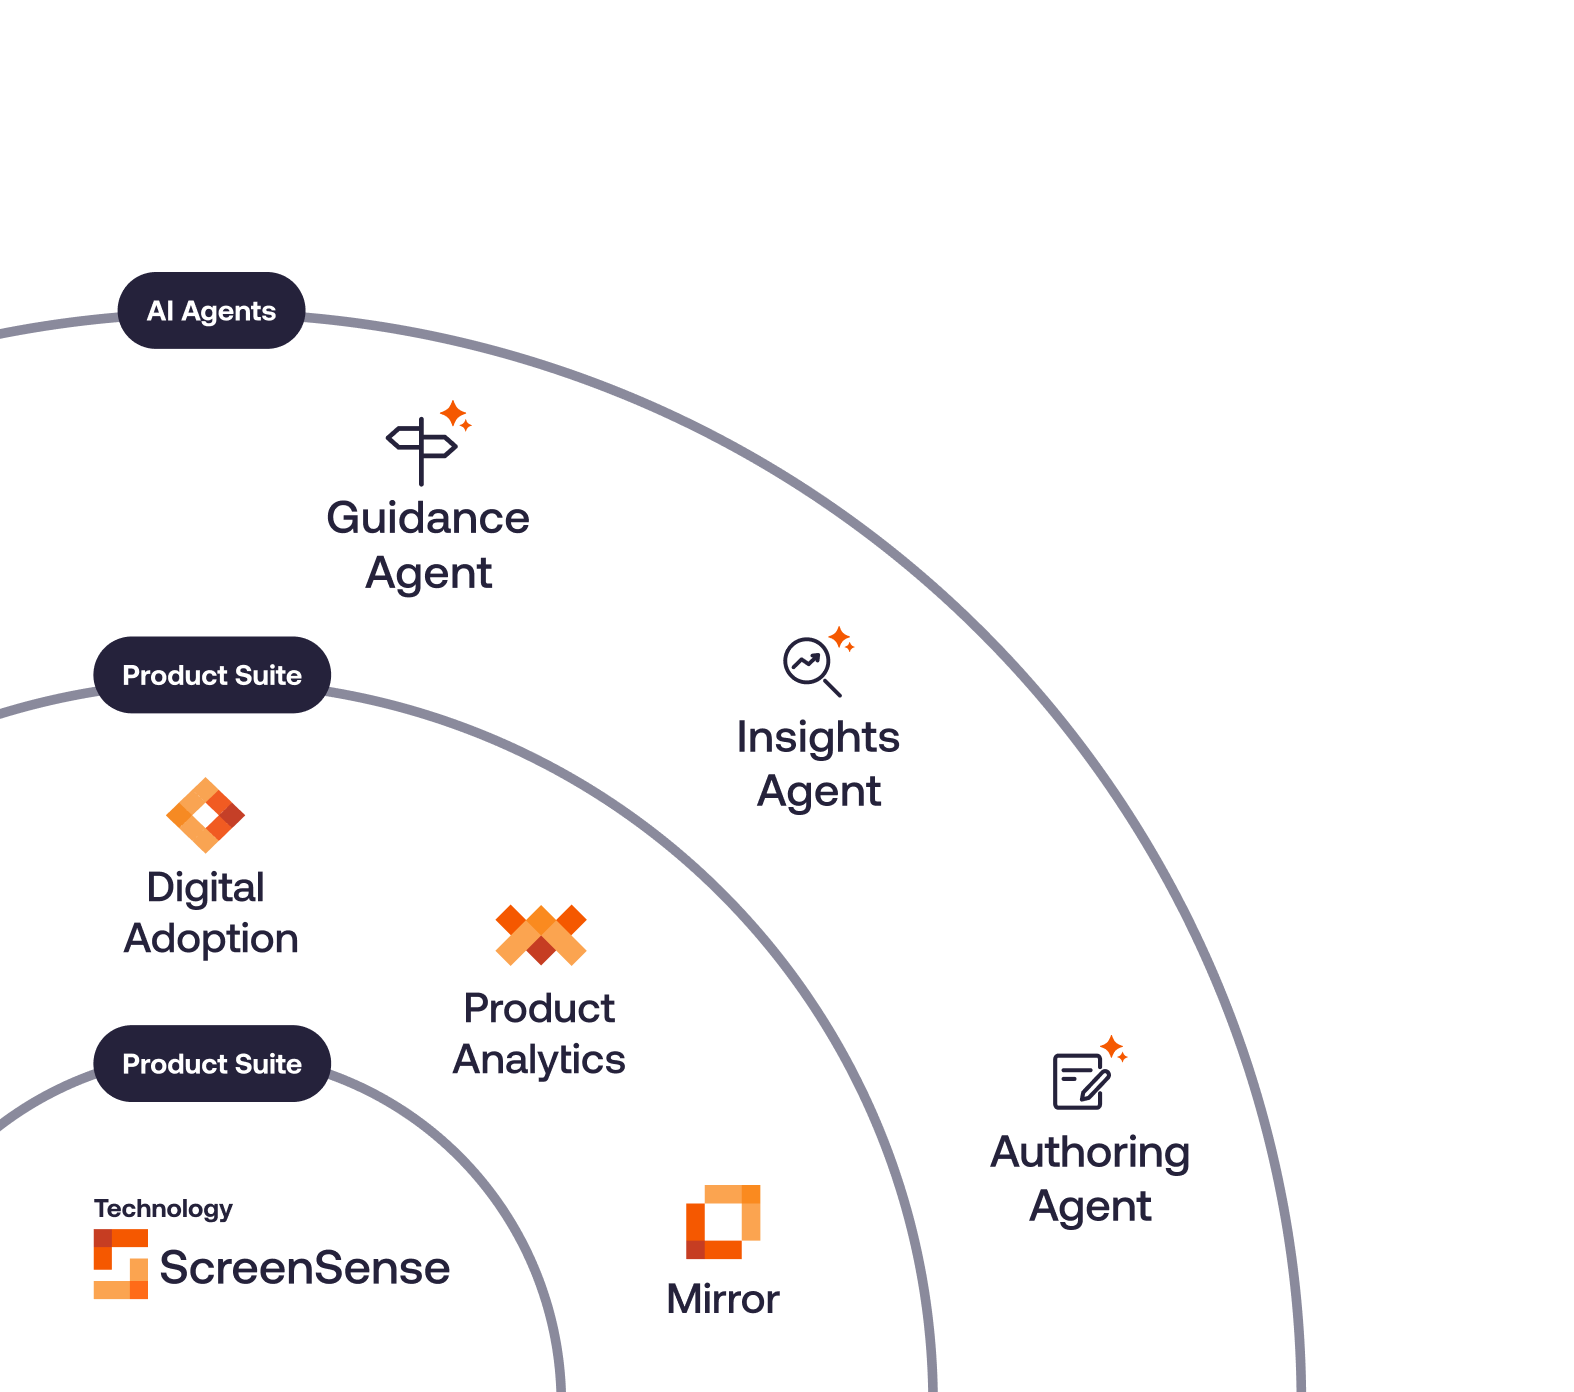 AI Agents
Guidance
Agent
Product Suite
Insights
Agent
Digital
Adoption
Product
Analytics
Product Suite
Authoring
Agent
Technology
ScreenSense
Mirror